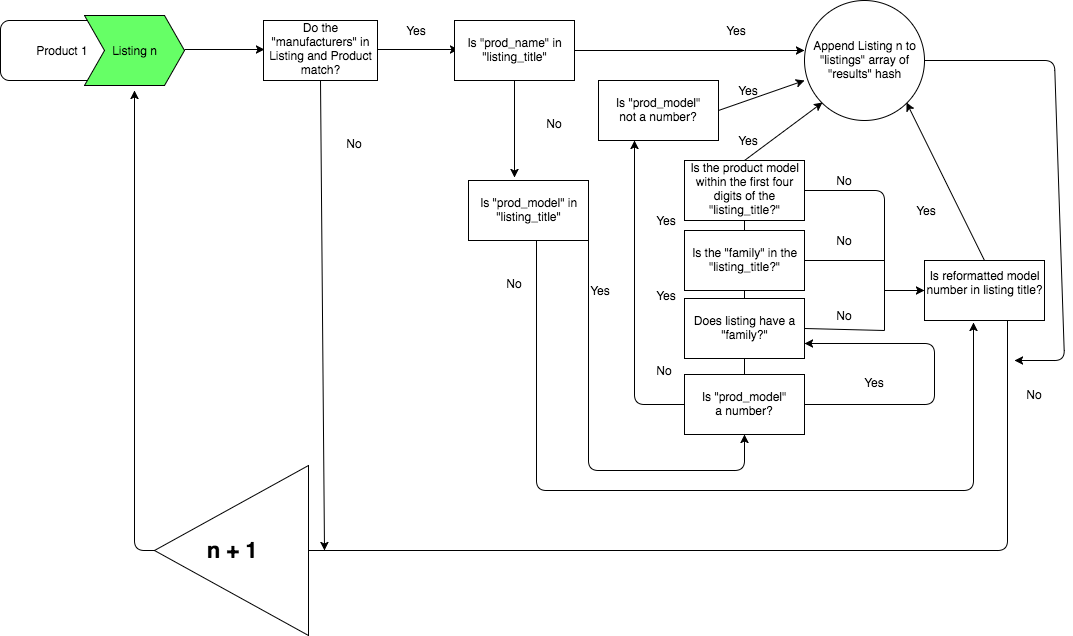 Product 1
Listing n
Do the
"manufacturers" in
Listing and Product
match?
Yes
Is "prod_name" in
"listing_title"
Yes
Append Listing n to
"listings" array of
"results" hash
Is "prod_model"
not a number?
Yes
No
No
Yes
Is the product model
within the first four
digits of the
"listing_title?"
No
Is "prod_model" in
"listing_title"
Yes
Yes
Is the "family" in the
"listing_title?"
No
Is reformatted model
number in listing title?
No
Yes
Yes
Does listing have a
"family?"
No
No
Is "prod_model"
a number?
Yes
No
n + 1